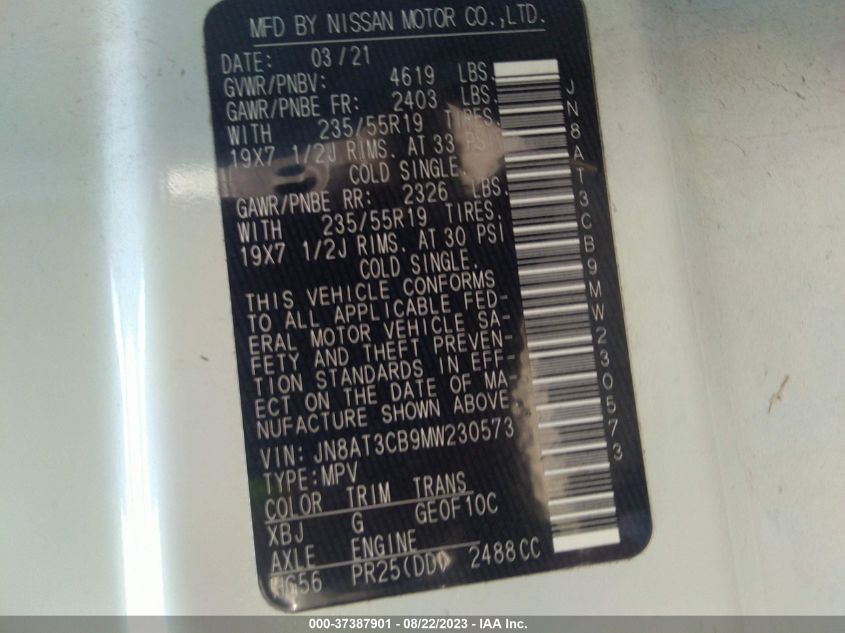 MFD BY NISSAN MOTOR CO.,LTD.
DATE: 03/21
GVWR/PNBV: 4619 LBS.
GAWR/PNBE FR: 2403 LBS.
WITH 235/55R19 TIRES.
19X7 1/2J RIMS. AT 33 PSI
COLD SINGLE.
GAWR/PNBE RR: 2326 LBS.
WITH 235/55R19 TIRES.
19X7 1/2J RIMS. AT 30 PSI
COLD SINGLE.
THIS VEHICLE CONFORMS
TO ALL APPLICABLE FED-
ERAL MOTOR VEHICLE SA-
FETY AND THEFT PREVEN-
TION STANDARDS IN EFF-
ECT ON THE DATE OF MA-
NUFACTURE SHOWN ABOVE.
VIN: JN8AT3CB9MW230573
TYPE:MPV
COLOR TRIM TRANS
XBJ G GE0F10C
AXLE ENGINE
HG56 PR25(DD) 2488CC
JN8AT3CB9MW230573
000-37387901 - 08/22/2023 - IAA Inc.